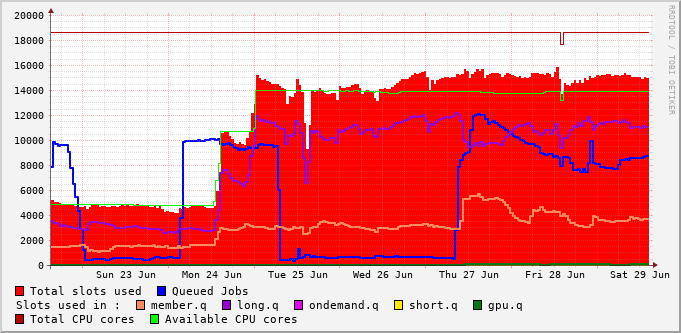 20000
18000
16000
14000
12000
10000
8000
6000
4000
2000
0
Sun 23 Jun Mon 24 Jun Tue 25 Jun Wed 26 Jun Thu 27 Jun Fri 28 Jun Sat 29 Jun
Total slots used Queued Jobs
Slots used in : member.q long.q ondemand.q short.q gpu.q
Total CPU cores Available CPU cores
RRDTOOL / TOBI OETIKER